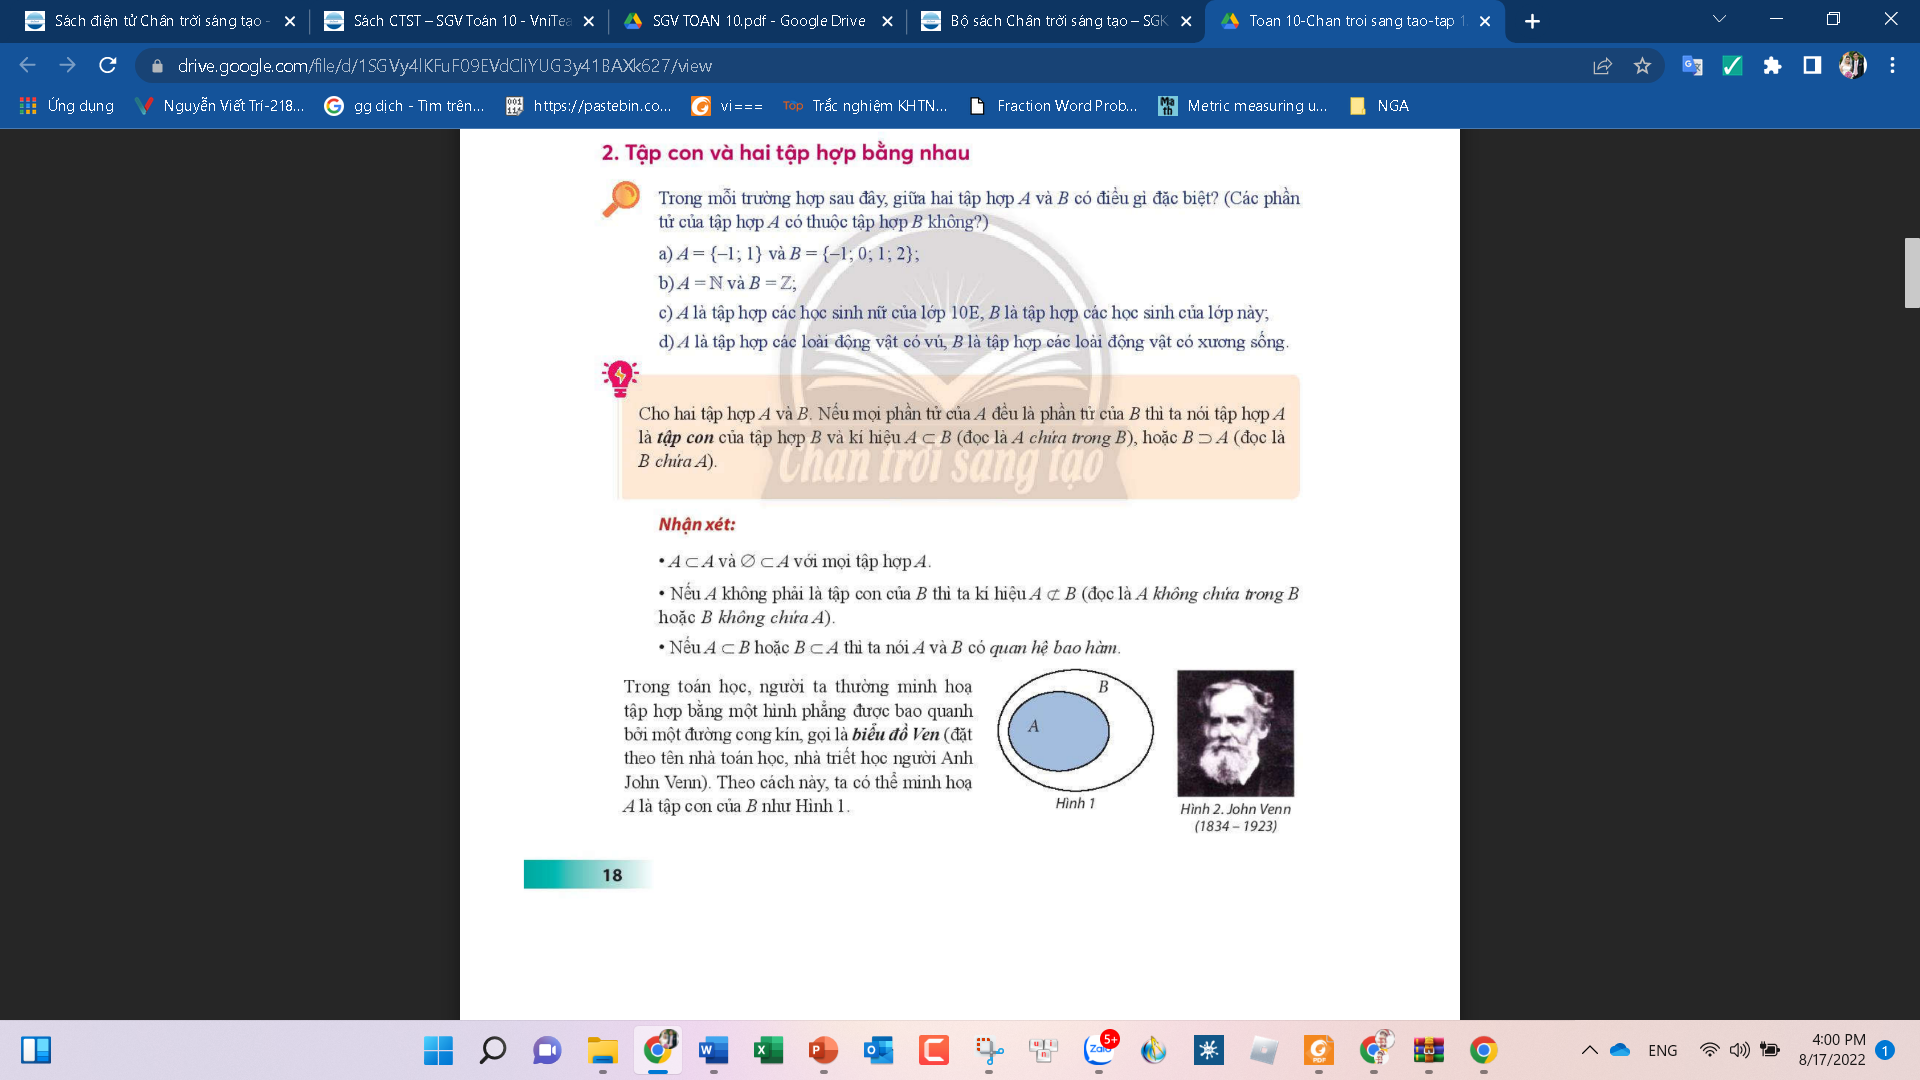 Sách điện tử Chân trời sáng tạo -
Sách CTST – SGV Toán 10 - VniTea
SGV TOAN 10.pdf - Google Drive
Bộ sách Chân trời sáng tạo – SGK
Toan 10-Chan troi sang tao-tap 1
drive.google.com/file/d/1SGVy4lKFuF09EVdCliYUG3y41BAXk627/view
Ứng dụng
Nguyễn Viết Trí-218...
gg dịch - Tìm trên...
https://pastebin.co...
vi===
TOP Trắc nghiệm KHTN...
Fraction Word Prob...
Ma th Metric measuring u...
NGA
2. Tập con và hai tập hợp bằng nhau
Trong mỗi trường hợp sau đây, giữa hai tập hợp A và B có điều gì đặc biệt? (Các phần
tử của tập hợp A có thuộc tập hợp B không?)
a) A = {–1; 1} và B = {–1; 0; 1; 2};
b) A = ℕ và B = ℤ;
c) A là tập hợp các học sinh nữ của lớp 10E, B là tập hợp các học sinh của lớp này;
d) A là tập hợp các loài động vật có vú, B là tập hợp các loài động vật có xương sống.
Cho hai tập hợp A và B. Nếu mọi phần tử của A đều là phần tử của B thì ta nói tập hợp A
là tập con của tập hợp B và kí hiệu A ⊂ B (đọc là A chứa trong B), hoặc B ⊃ A (đọc là
B chứa A).
Chân trời sáng tạo
Nhận xét:
• A ⊂ A và ∅ ⊂ A với mọi tập hợp A.
• Nếu A không phải là tập con của B thì ta kí hiệu A ⊄ B (đọc là A không chứa trong B
hoặc B không chứa A).
• Nếu A ⊂ B hoặc B ⊂ A thì ta nói A và B có quan hệ bao hàm.
Trong toán học, người ta thường minh hoạ
tập hợp bằng một hình phẳng được bao quanh
bởi một đường cong kín, gọi là biểu đồ Ven (đặt
theo tên nhà toán học, nhà triết học người Anh
John Venn). Theo cách này, ta có thể minh hoạ
A là tập con của B như Hình 1.
B
A
Hình 1
Hình 2. John Venn
(1834 – 1923)
18
Zalo
5+
ENG
4:00 PM
8/17/2022
1